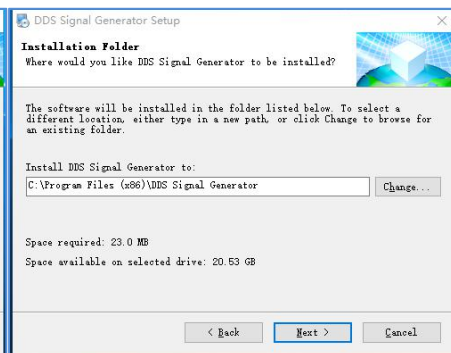 DDS Signal Generator Setup
Installation Folder
Where would you like DDS Signal Generator to be installed?
The software will be installed in the folder listed below. To select a
different location, either type in a new path, or click Change to browse for
an existing folder.
Install DDS Signal Generator to:
C:\Program Files (x86)\DDS Signal Generator
Change...
Space required: 23.0 MB
Space available on selected drive: 20.53 GB
< Back
Next >
Cancel